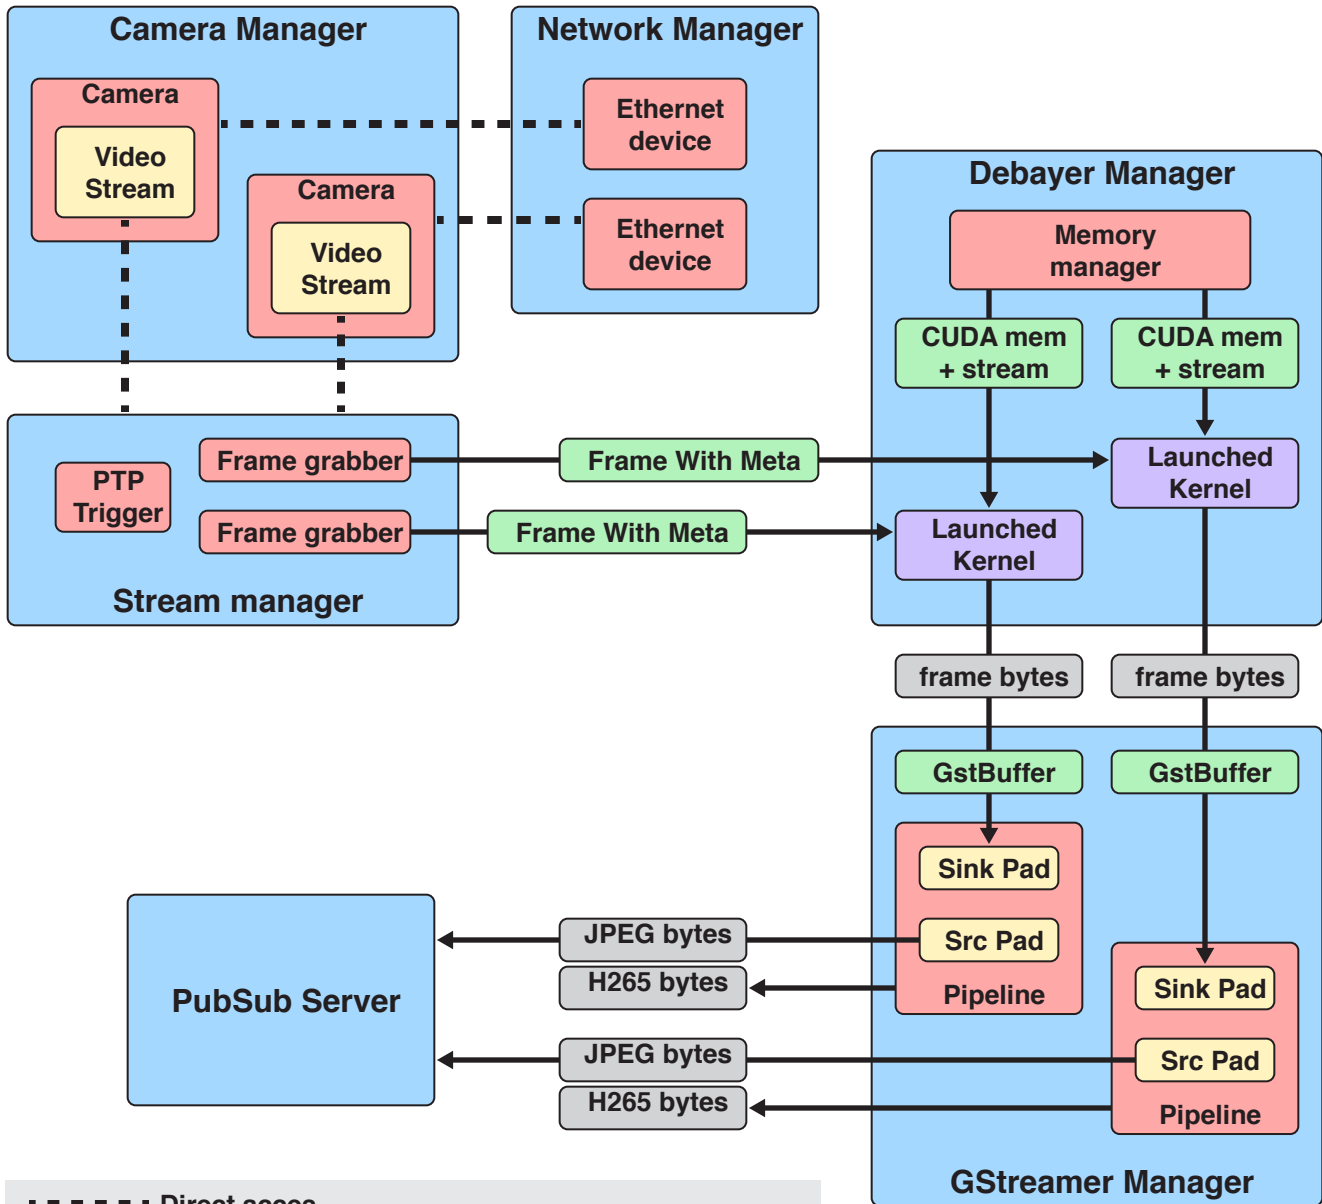 Camera Manager
Camera
Video
Stream
Camera
Video
Stream
Network Manager
Ethernet
device
Ethernet
device
Debayer Manager
Memory
manager
CUDA mem
+ stream
CUDA mem
+ stream
Launched
Kernel
Launched
Kernel
PTP
Trigger
Frame grabber
Frame With Meta
Frame grabber
Frame With Meta
Stream manager
frame bytes
frame bytes
GstBuffer
GstBuffer
Sink Pad
Src Pad
Pipeline
Sink Pad
Src Pad
Pipeline
GStreamer Manager
JPEG bytes
H265 bytes
JPEG bytes
H265 bytes
PubSub Server
Direct acces